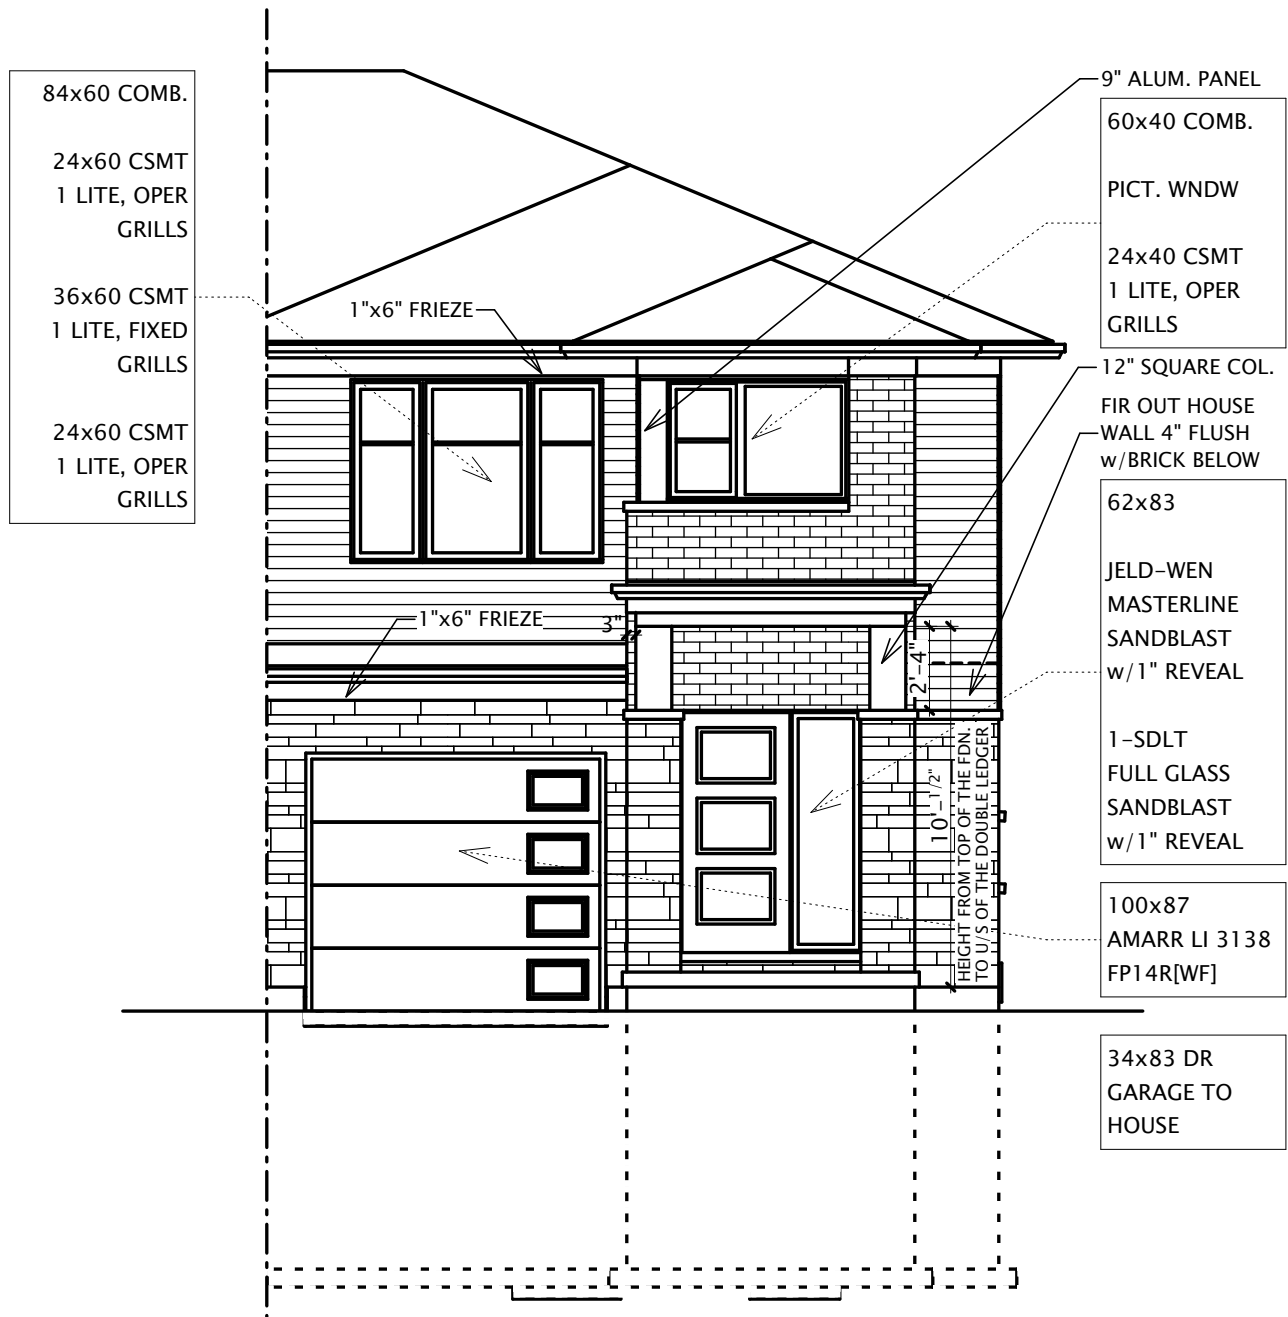 84x60 COMB.
24x60 CSMT
1 LITE, OPER
GRILLS
36x60 CSMT
1 LITE, FIXED
GRILLS
24x60 CSMT
1 LITE, OPER
GRILLS
1"x6" FRIEZE
1"x6" FRIEZE
3"
2'-4"
10'-1/2"
HEIGHT FROM TOP OF THE FDN.
TO U/S OF THE DOUBLE LEDGER
9" ALUM. PANEL
60x40 COMB.
PICT. WNDW
24x40 CSMT
1 LITE, OPER
GRILLS
12" SQUARE COL.
FIR OUT HOUSE
WALL 4" FLUSH
w/BRICK BELOW
62x83
JELD-WEN
MASTERLINE
SANDBLAST
w/1" REVEAL
1-SDLT
FULL GLASS
SANDBLAST
w/1" REVEAL
100x87
AMARR LI 3138
FP14R[WF]
34x83 DR
GARAGE TO
HOUSE